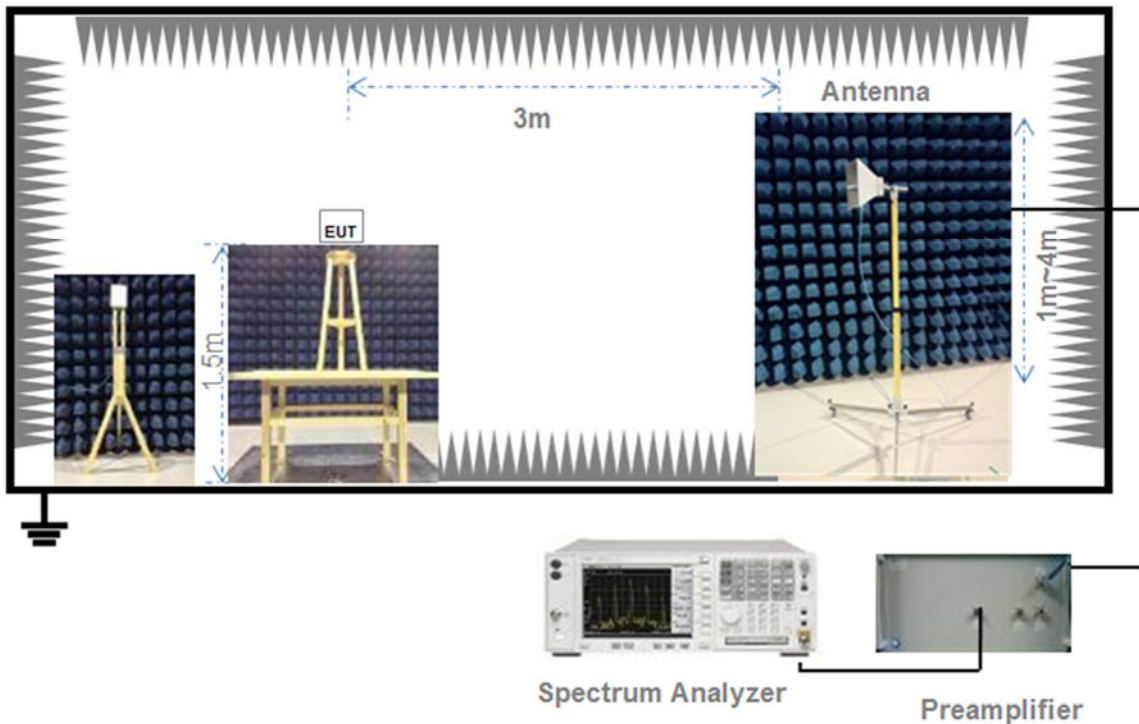 Antenna
3m
EUT
1.5m
1m~4m
Spectrum Analyzer
Preamplifier